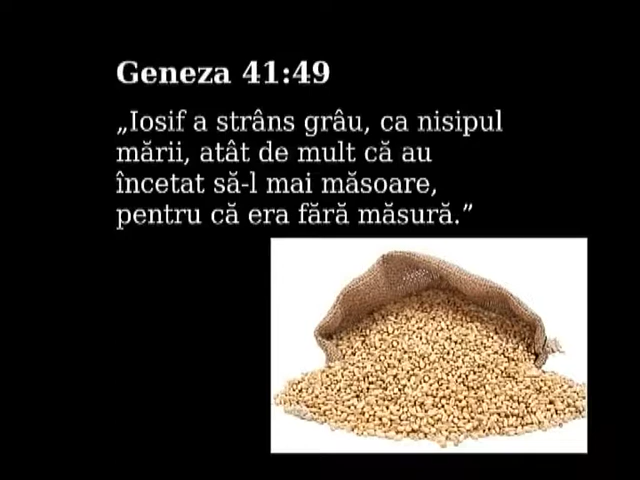 Geneza 41:49
„Iosif a strâns grâu, ca nisipul
mării, atât de mult că au
încetat să-l mai măsoare,
pentru că era fără măsură.”